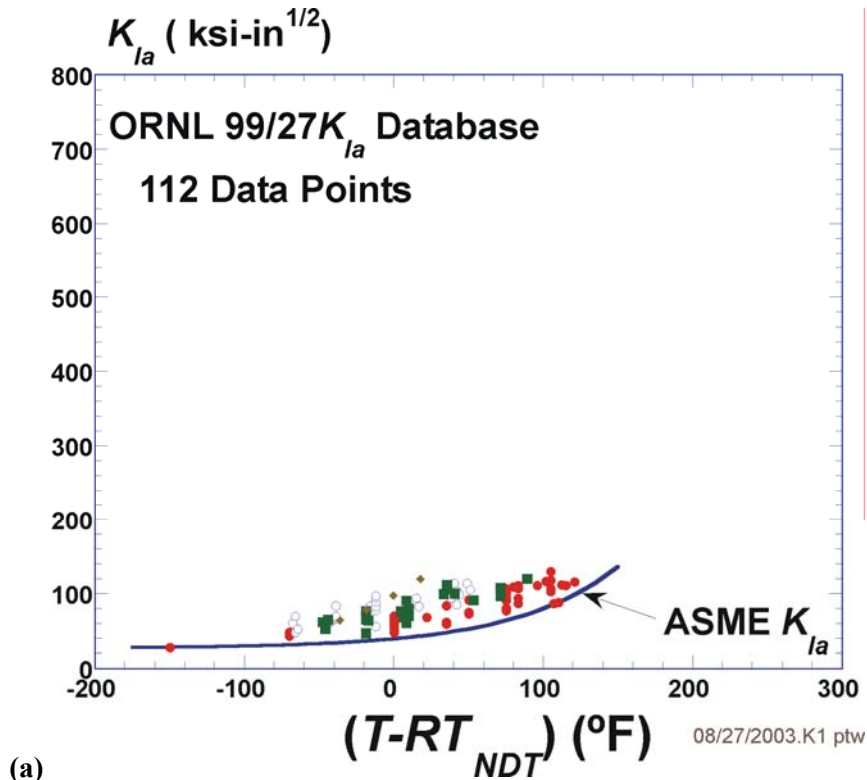 K_Ia ( ksi-in^1/2)
800
ORNL 99/27K_Ia Database
700
112 Data Points
600
500
400
300
200
100
ASME K_Ia
0
-200 -100 0 100 200 300
(T-RT_NDT) (ºF)
08/27/2003.K1 ptw
(a)